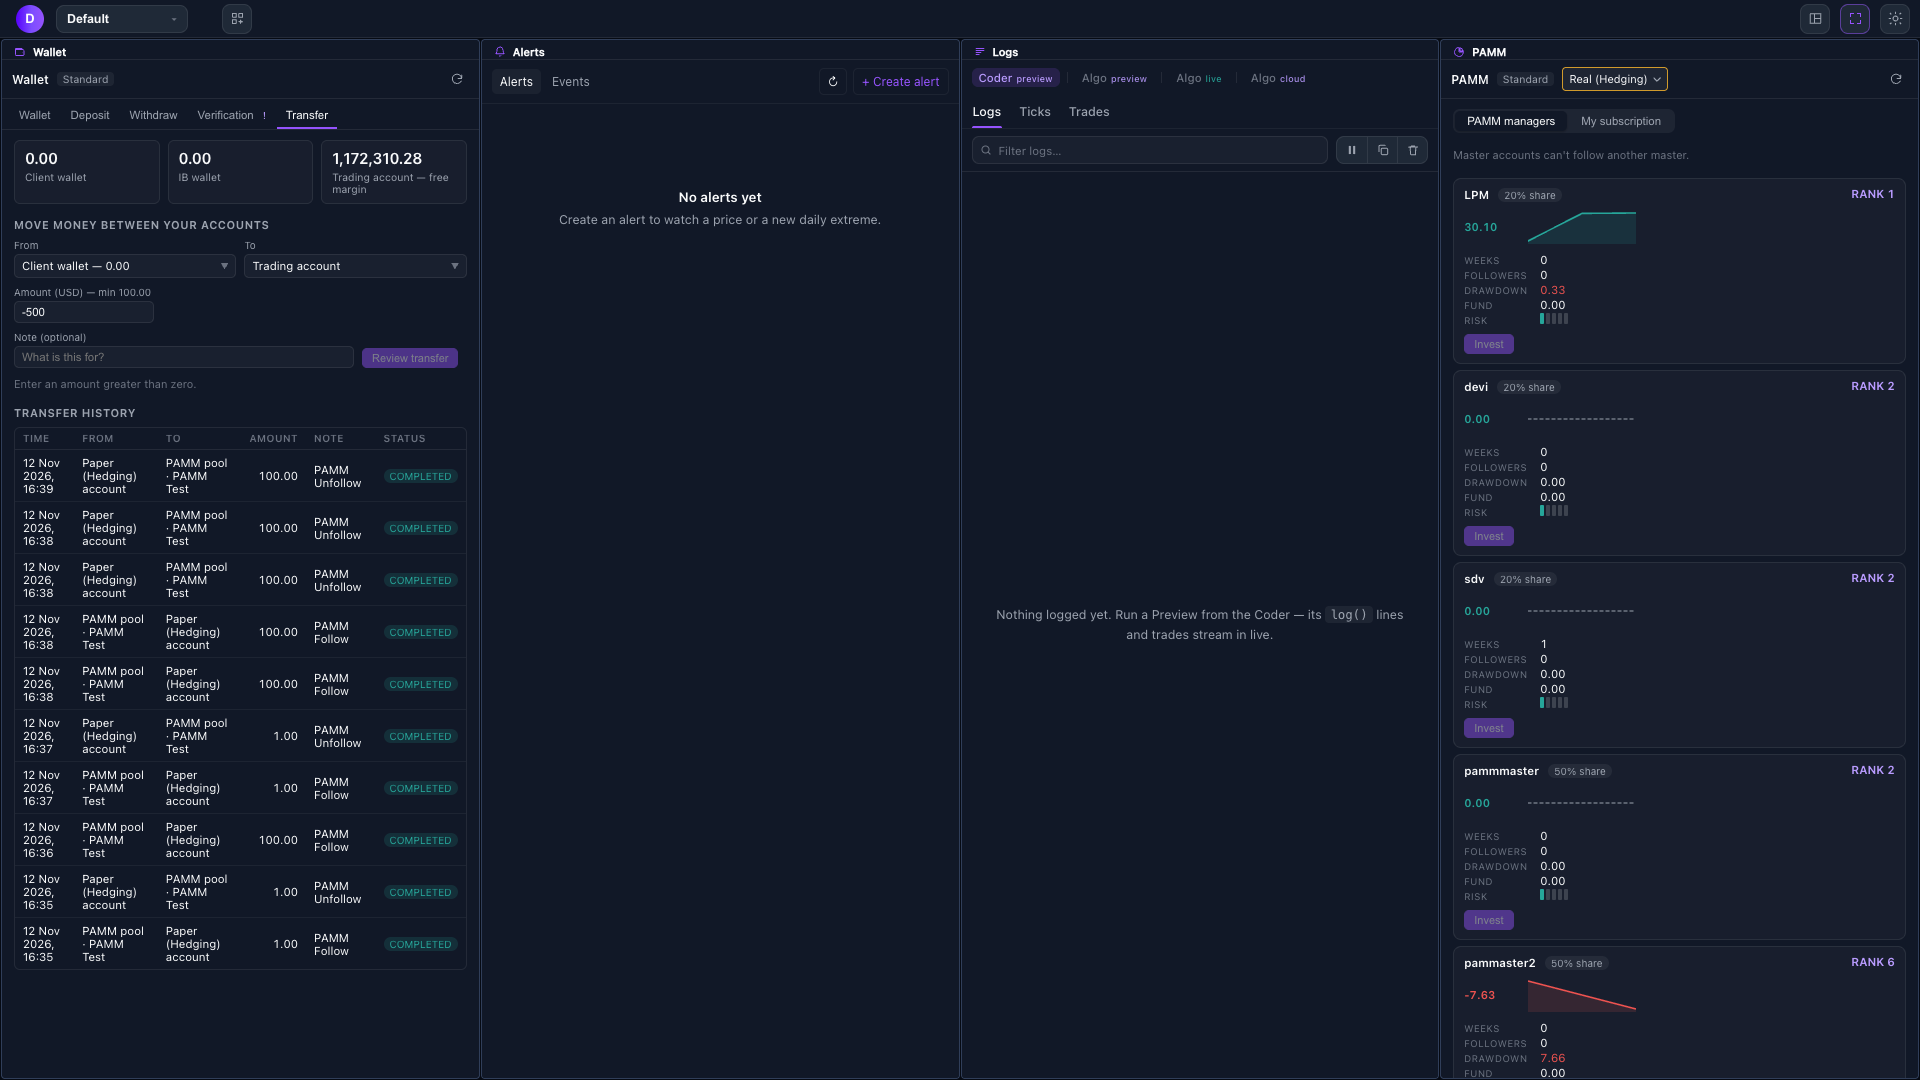 D Default
Wallet
Wallet Standard
Wallet Deposit Withdraw Verification ! Transfer
0.00
Client wallet
0.00
IB wallet
1,172,310.28
Trading account — free
margin
MOVE MONEY BETWEEN YOUR ACCOUNTS
From
Client wallet — 0.00
To
Trading account
Amount (USD) — min 100.00
-500
Note (optional)
What is this for? Review transfer
Enter an amount greater than zero.
TRANSFER HISTORY
TIME FROM TO AMOUNT NOTE STATUS
12 Nov Paper PAMM pool
2026, (Hedging) · PAMM 100.00 PAMM Unfollow COMPLETED
16:39 account Test
12 Nov Paper PAMM pool
2026, (Hedging) · PAMM 100.00 PAMM Unfollow COMPLETED
16:38 account Test
12 Nov Paper PAMM pool
2026, (Hedging) · PAMM 100.00 PAMM Unfollow COMPLETED
16:38 account Test
12 Nov PAMM pool Paper
2026, · PAMM (Hedging) 100.00 PAMM Follow COMPLETED
16:38 Test account
12 Nov PAMM pool Paper
2026, · PAMM (Hedging) 100.00 PAMM Follow COMPLETED
16:38 Test account
12 Nov Paper PAMM pool
2026, (Hedging) · PAMM 1.00 PAMM Unfollow COMPLETED
16:37 account Test
12 Nov PAMM pool Paper
2026, · PAMM (Hedging) 1.00 PAMM Follow COMPLETED
16:37 Test account
12 Nov PAMM pool Paper
2026, · PAMM (Hedging) 100.00 PAMM Follow COMPLETED
16:36 Test account
12 Nov Paper PAMM pool
2026, (Hedging) · PAMM 1.00 PAMM Unfollow COMPLETED
16:35 account Test
12 Nov PAMM pool Paper
2026, · PAMM (Hedging) 1.00 PAMM Follow COMPLETED
16:35 Test account
Alerts
Alerts Events + Create alert
No alerts yet
Create an alert to watch a price or a new daily extreme.
Logs
Coder preview Algo preview Algo live Algo cloud
Logs Ticks Trades
Filter logs...
Nothing logged yet. Run a Preview from the Coder — its log() lines
and trades stream in live.
PAMM
PAMM Standard Real (Hedging)
PAMM managers My subscription
Master accounts can't follow another master.
LPM 20% share RANK 1
30.10
WEEKS 0
FOLLOWERS 0
DRAWDOWN 0.33
FUND 0.00
RISK
Invest
devi 20% share RANK 2
0.00
WEEKS 0
FOLLOWERS 0
DRAWDOWN 0.00
FUND 0.00
RISK
Invest
sdv 20% share RANK 2
0.00
WEEKS 1
FOLLOWERS 0
DRAWDOWN 0.00
FUND 0.00
RISK
Invest
pammmaster 50% share RANK 2
0.00
WEEKS 0
FOLLOWERS 0
DRAWDOWN 0.00
FUND 0.00
RISK
Invest
pammaster2 50% share RANK 6
-7.63
WEEKS 0
FOLLOWERS 0
DRAWDOWN 7.66
FUND 0.00